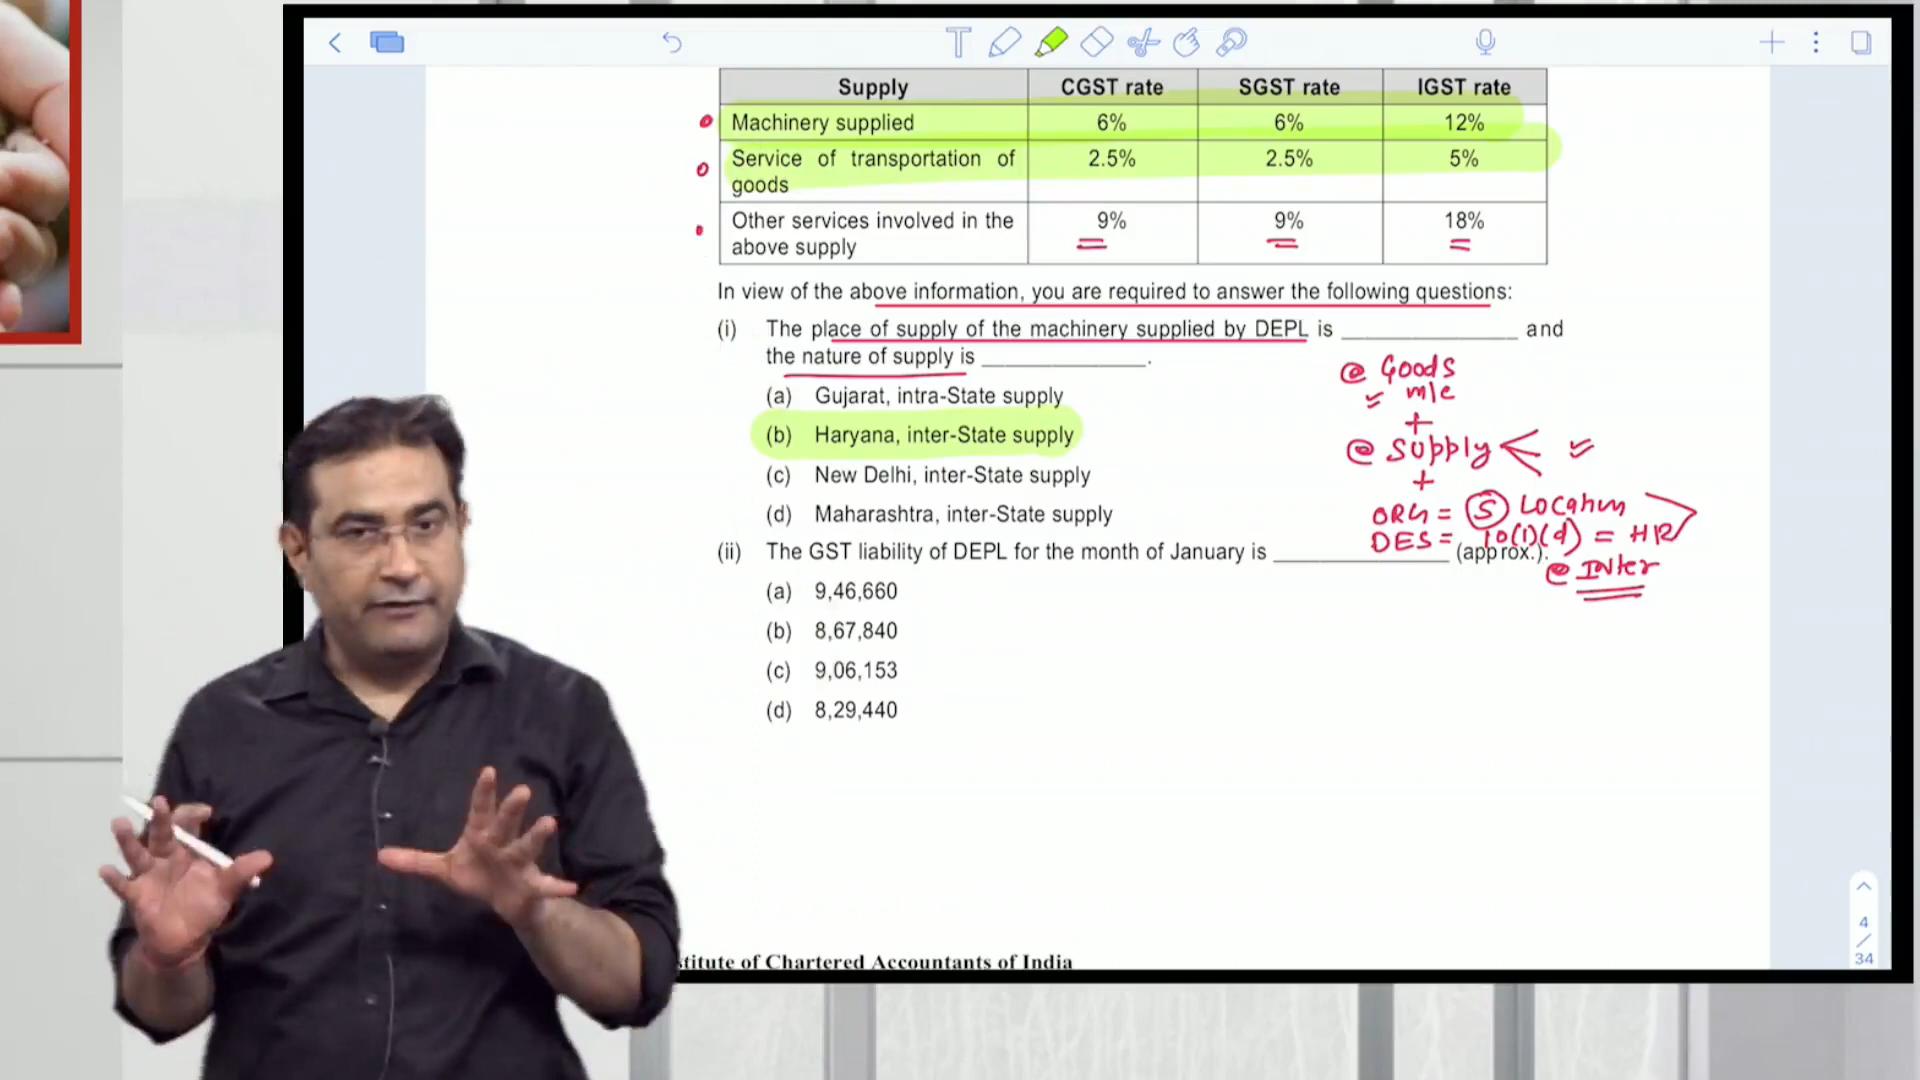 Supply CGST rate SGST rate IGST rate
Machinery supplied 6% 6% 12%
Service of transportation of goods 2.5% 2.5% 5%
Other services involved in the above supply 9% 9% 18%
In view of the above information, you are required to answer the following questions:
(i) The place of supply of the machinery supplied by DEPL is ______________ and
the nature of supply is _____________.
(a) Gujarat, intra-State supply
(b) Haryana, inter-State supply
(c) New Delhi, inter-State supply
(d) Maharashtra, inter-State supply
@ Goods
m/c
+
@ Supply
+
ORG = S Location
DES = 10(1)(d) = HR
@ Inter
(ii) The GST liability of DEPL for the month of January is ______________ (approx.).
(a) 9,46,660
(b) 8,67,840
(c) 9,06,153
(d) 8,29,440
titute of Chartered Accountants of India
4
/
34